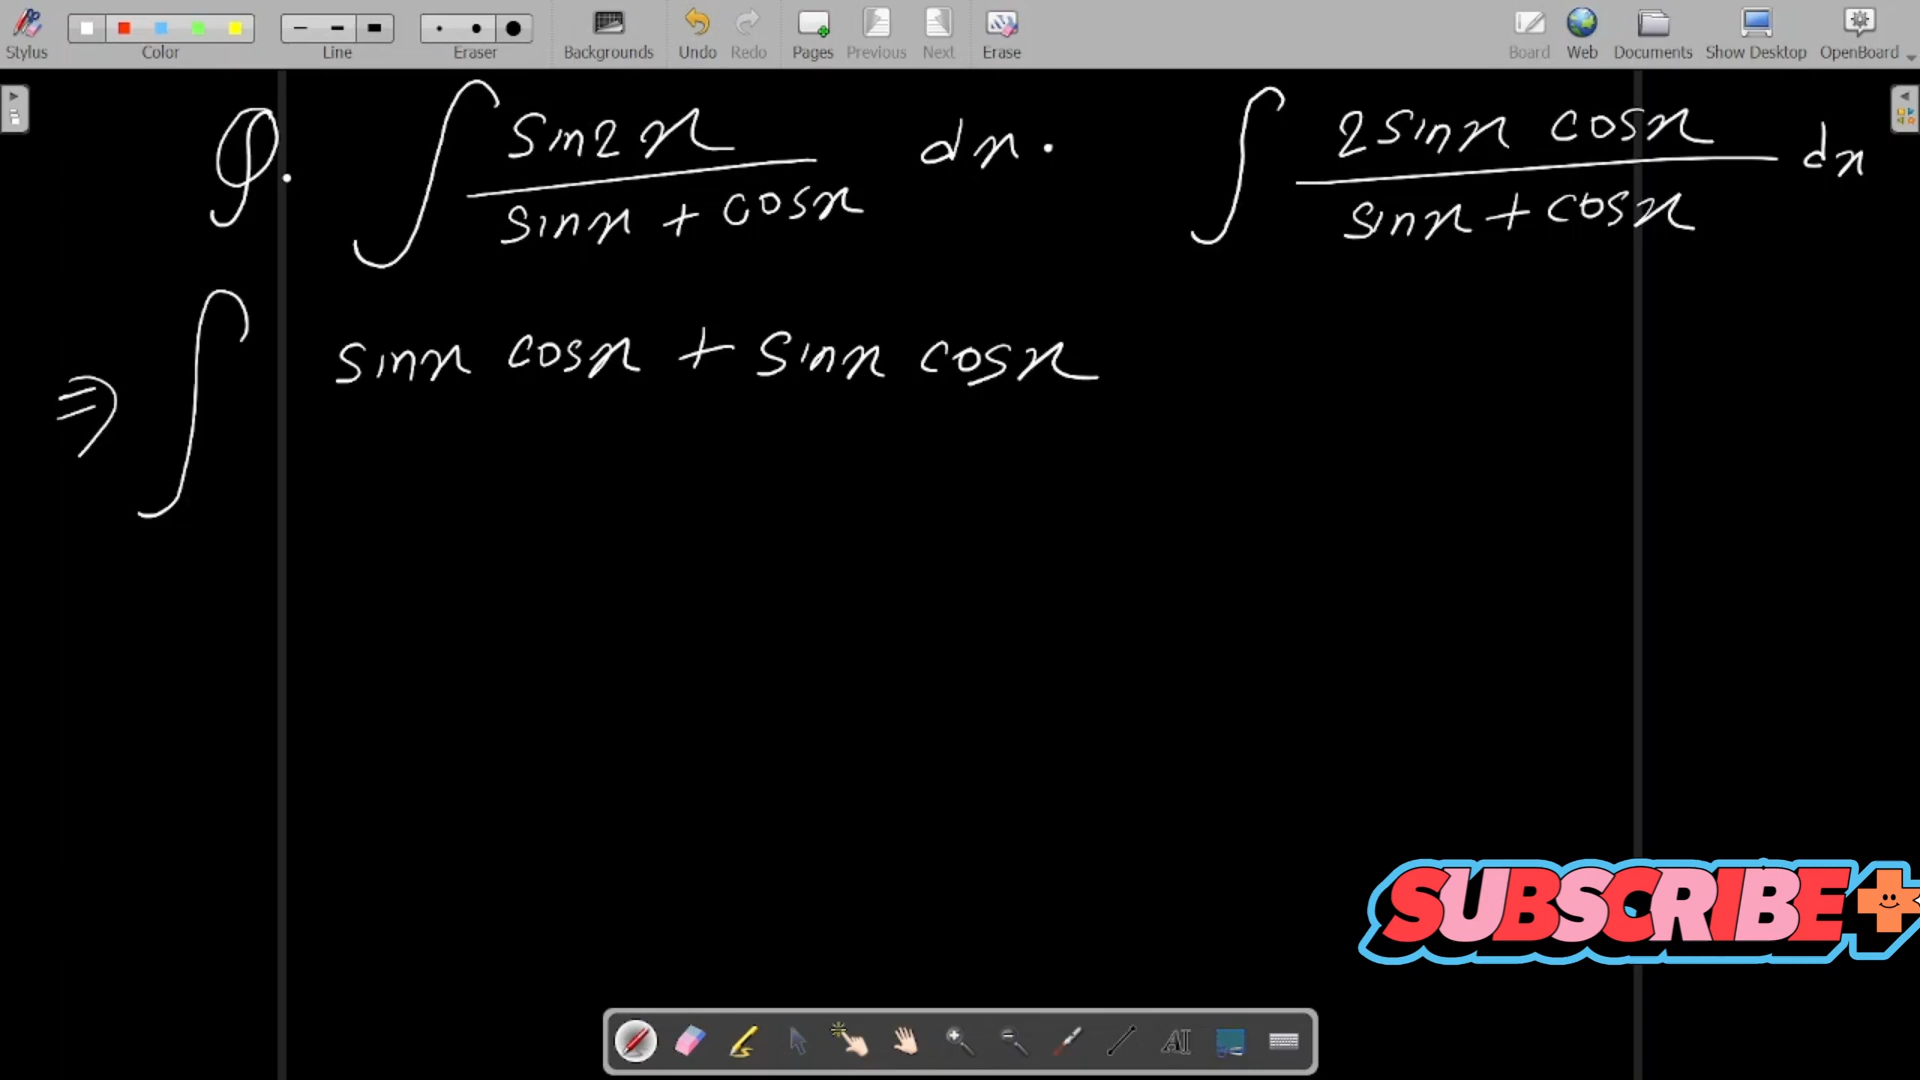 Stylus Color Line Eraser Backgrounds Undo Redo Pages Previous Next Erase Board Web Documents Show Desktop OpenBoard
Q. ∫ sin2x / sinx + cosx dx. ∫ 2sinx cosx / sinx + cosx dx
⇒ ∫ sinx cosx + sinx cosx
SUBSCRIBE
AI